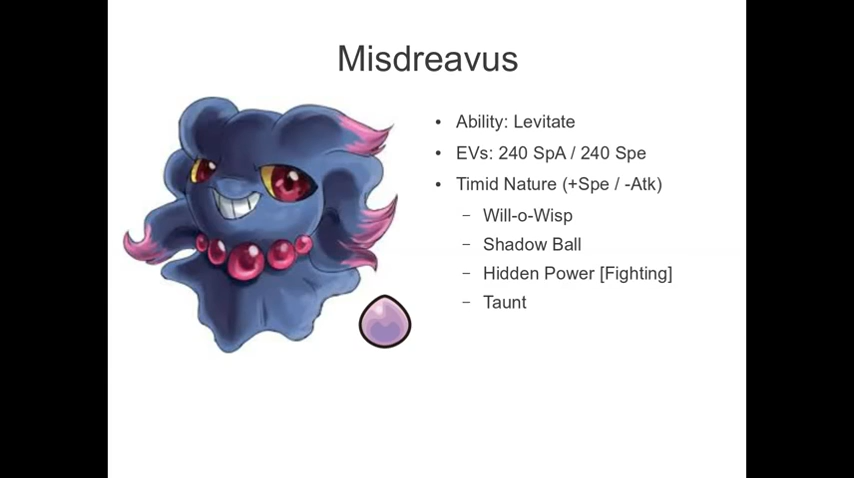 Misdreavus
• Ability: Levitate
• EVs: 240 SpA / 240 Spe
• Timid Nature (+Spe / -Atk)
– Will-o-Wisp
– Shadow Ball
– Hidden Power [Fighting]
– Taunt